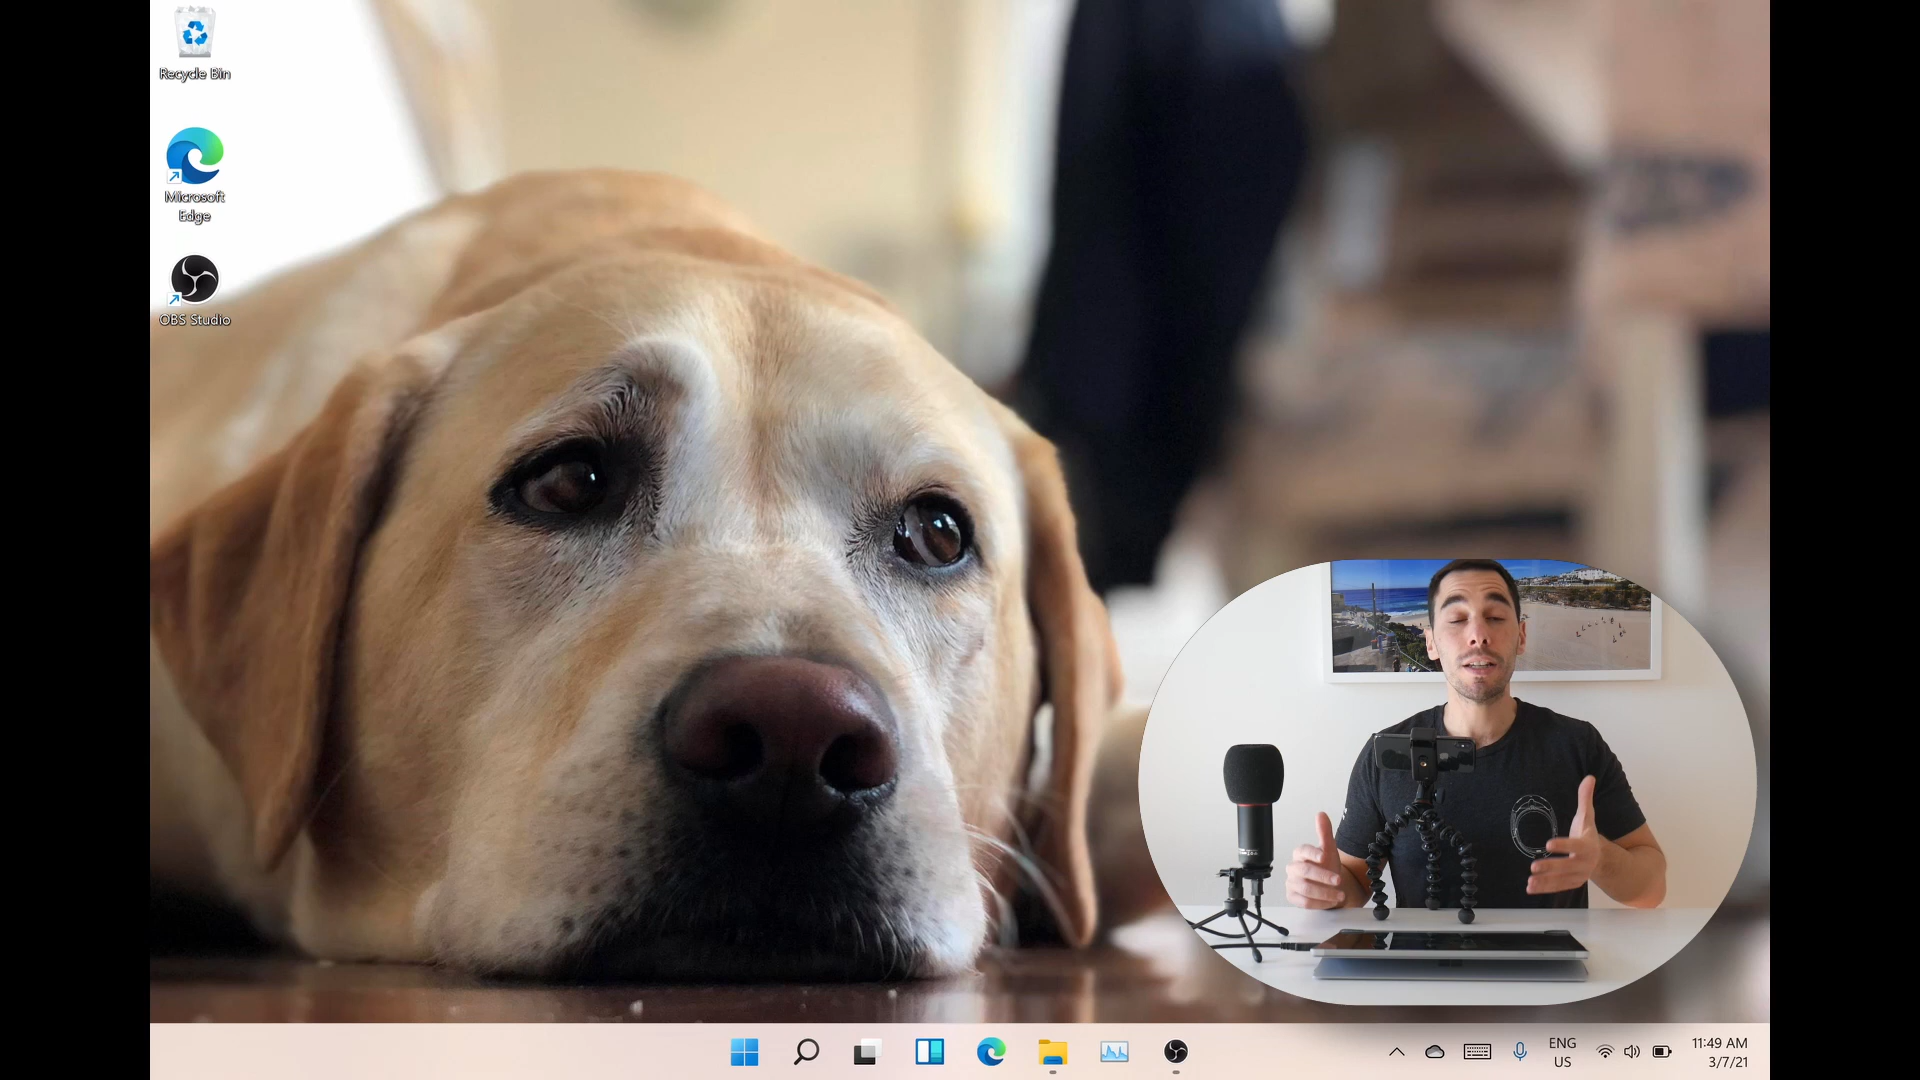 Recycle Bin
Microsoft
Edge
OBS Studio
ENG
US
11:49 AM
3/7/21